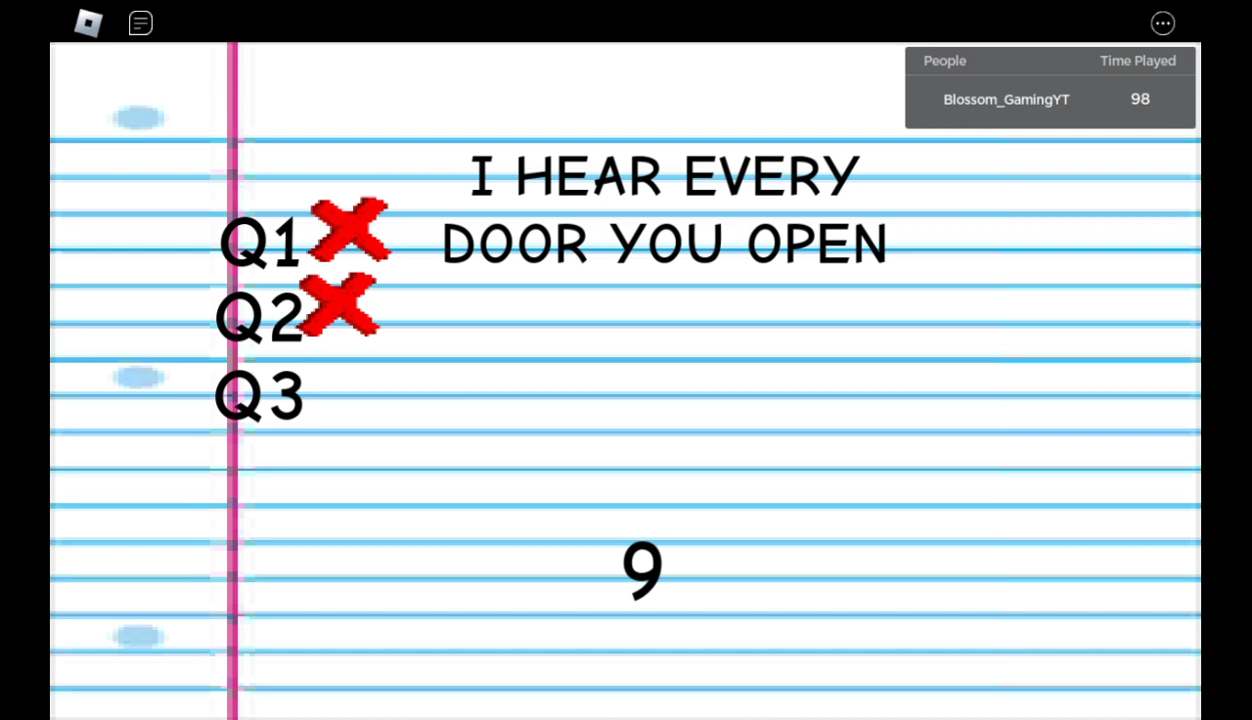 People Time Played
Blossom_GamingYT 98
I HEAR EVERY
DOOR YOU OPEN
Q1
Q2
Q3
9